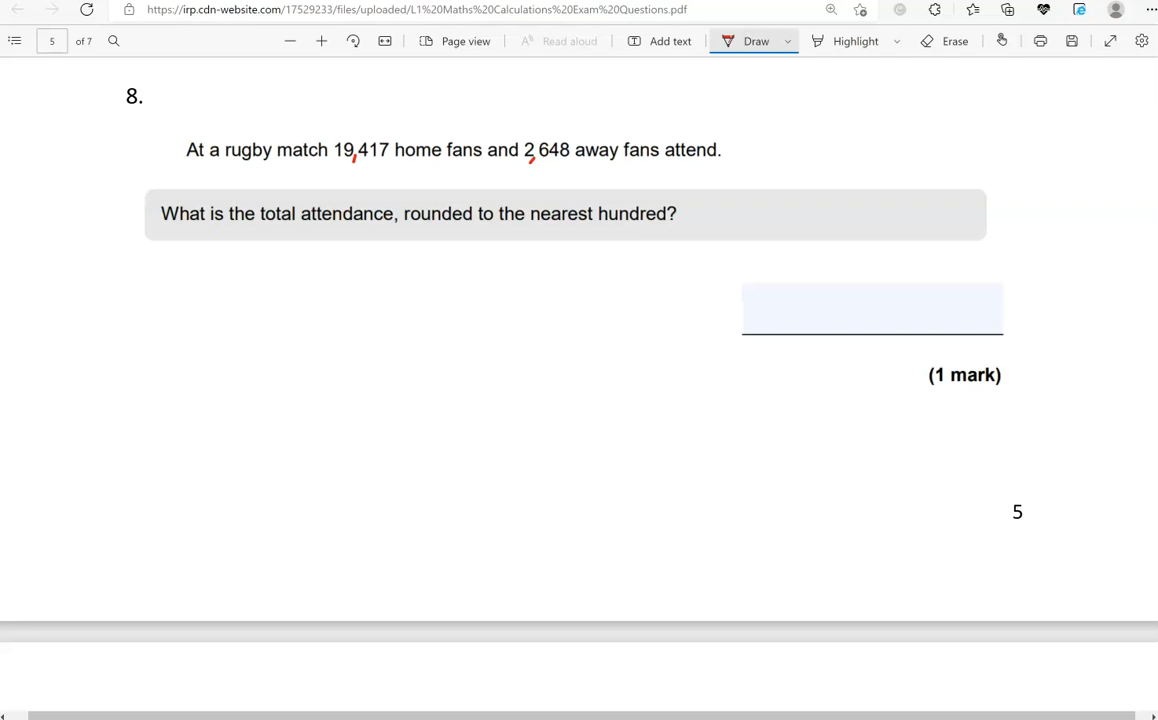 https://irp.cdn-website.com/17529233/files/uploaded/L1%20Maths%20Calculations%20Exam%20Questions.pdf
5 of 7 Page view Read aloud Add text Draw Highlight Erase
8.
At a rugby match 19,417 home fans and 2,648 away fans attend.
What is the total attendance, rounded to the nearest hundred?
(1 mark)
5